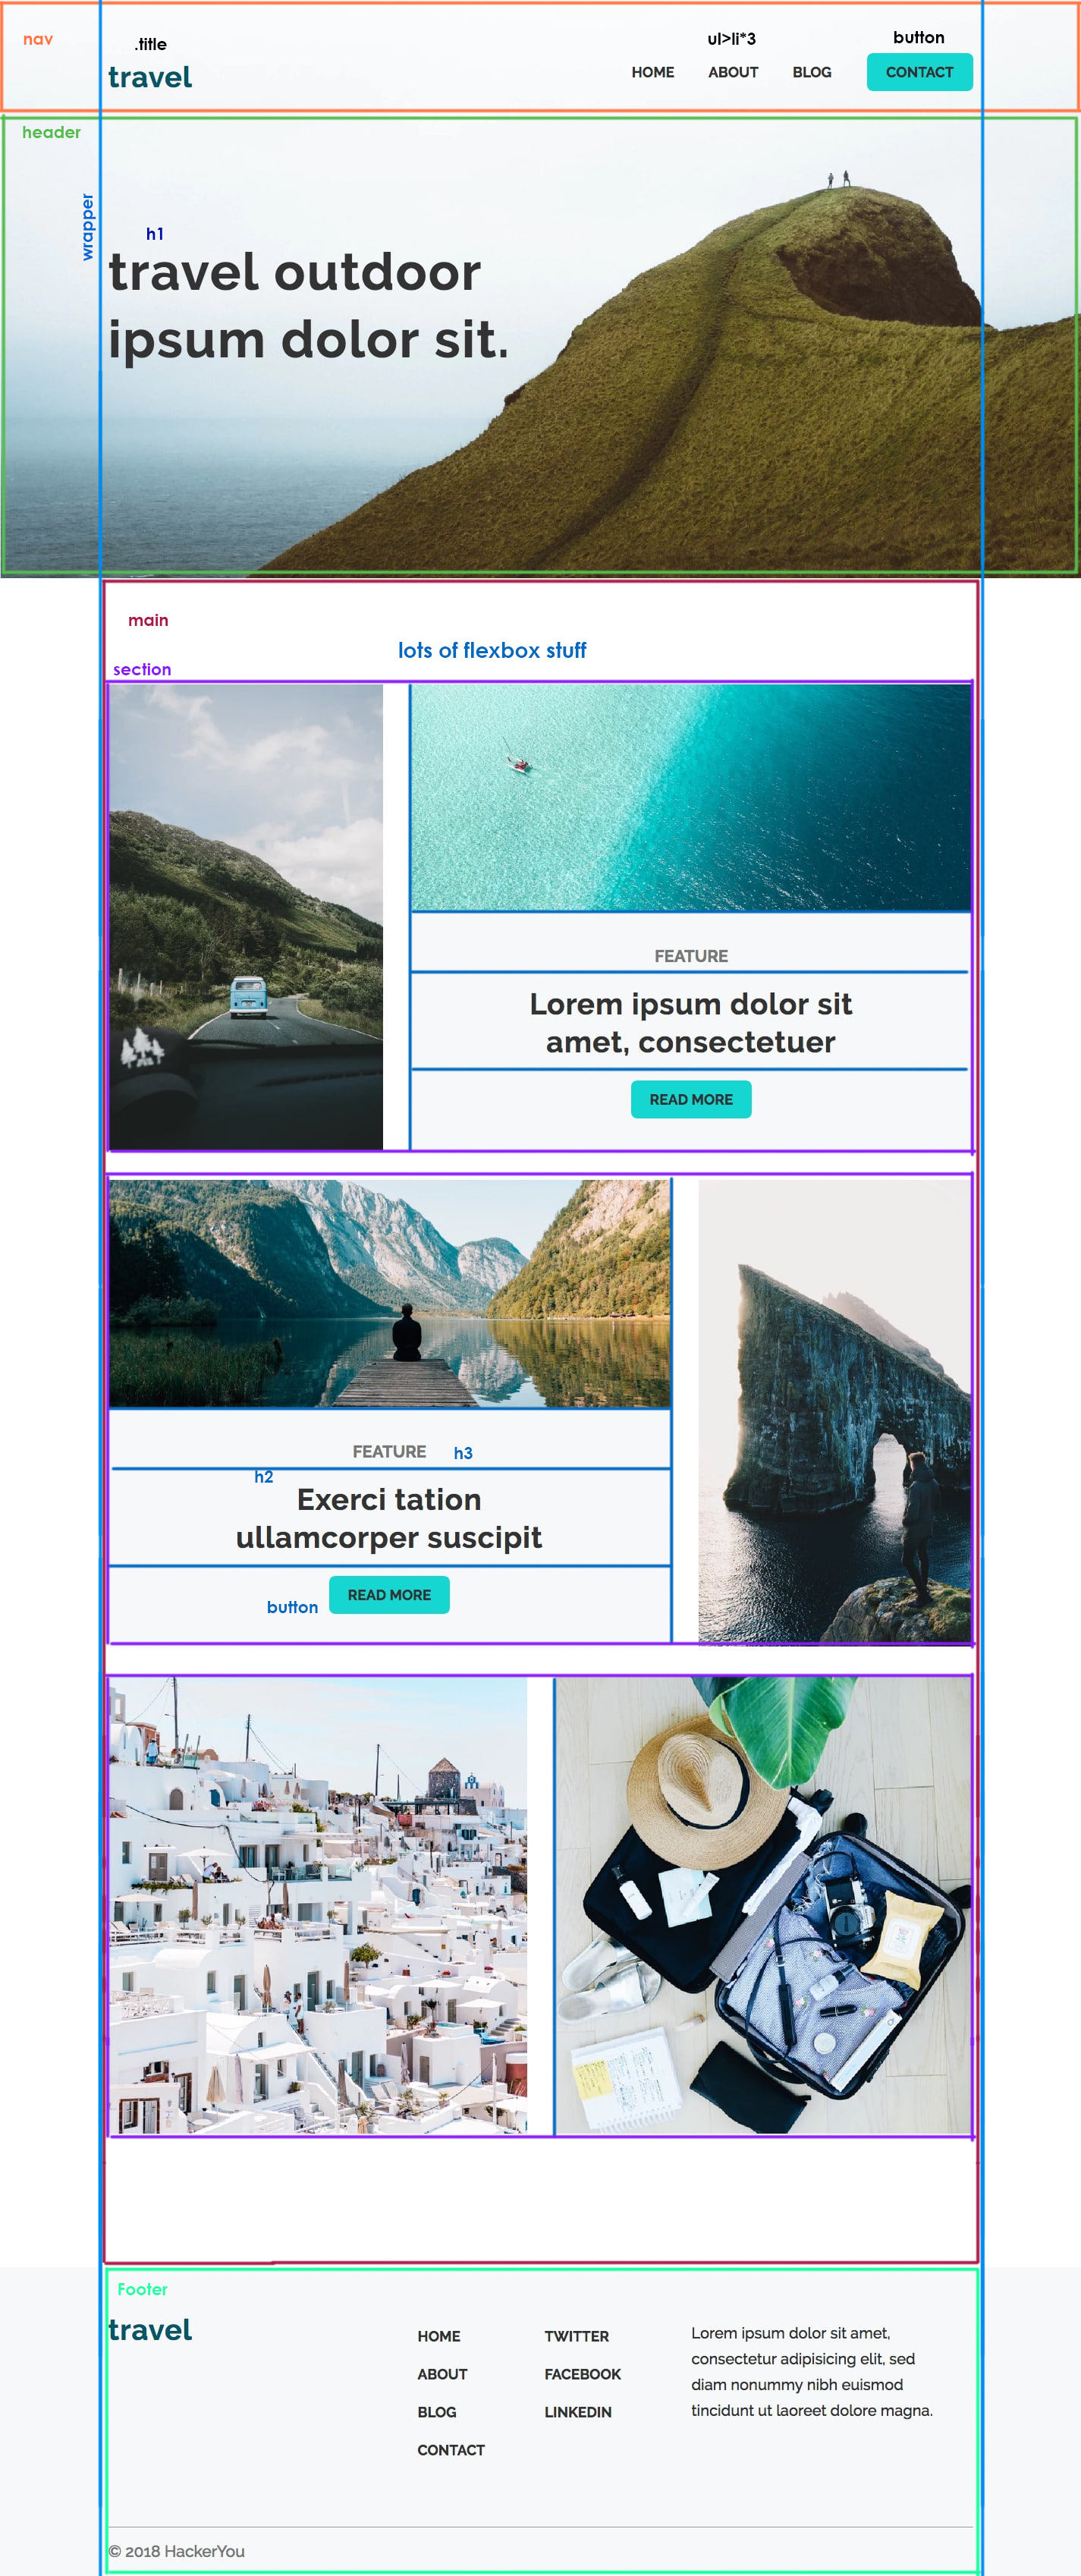 nav
.title
ul>li*3
button
travel
HOME
ABOUT
BLOG
CONTACT
header
wrapper
h1
travel outdoor
ipsum dolor sit.
main
lots of flexbox stuff
section
FEATURE
Lorem ipsum dolor sit
amet, consectetuer
READ MORE
FEATURE
h3
h2
Exerci tation
ullamcorper suscipit
READ MORE
button
Footer
travel
HOME
ABOUT
BLOG
CONTACT
TWITTER
FACEBOOK
LINKEDIN
Lorem ipsum dolor sit amet,
consectetur adipisicing elit, sed
diam nonummy nibh euismod
tincidunt ut laoreet dolore magna.
© 2018 HackerYou